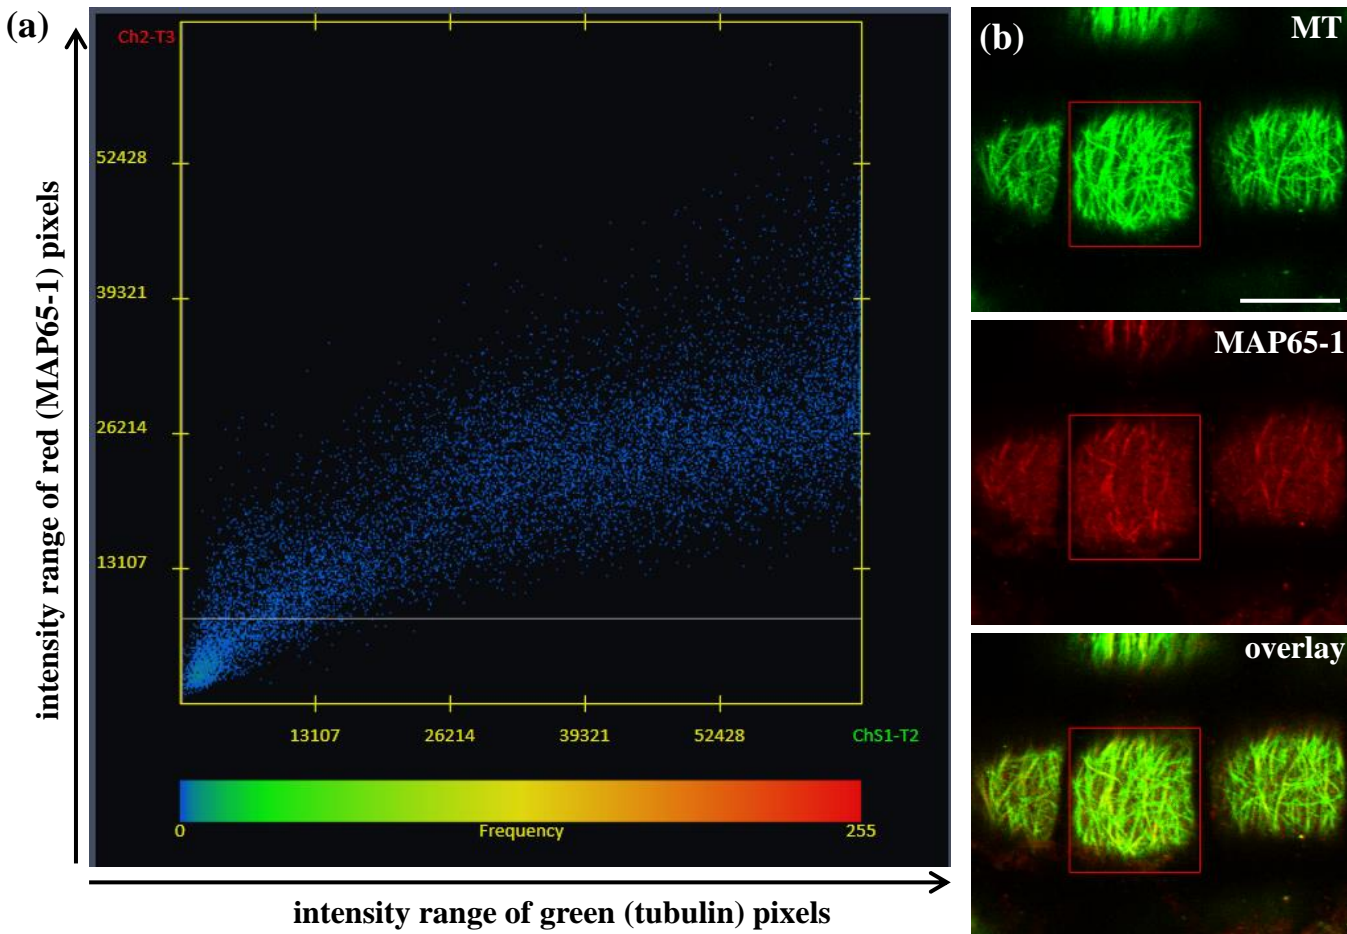 (a)
Ch2-T3
52428
39321
26214
13107
intensity range of red (MAP65-1) pixels
13107 26214 39321 52428 ChS1-T2
0 Frequency 255
intensity range of green (tubulin) pixels
(b)
MT
MAP65-1
overlay